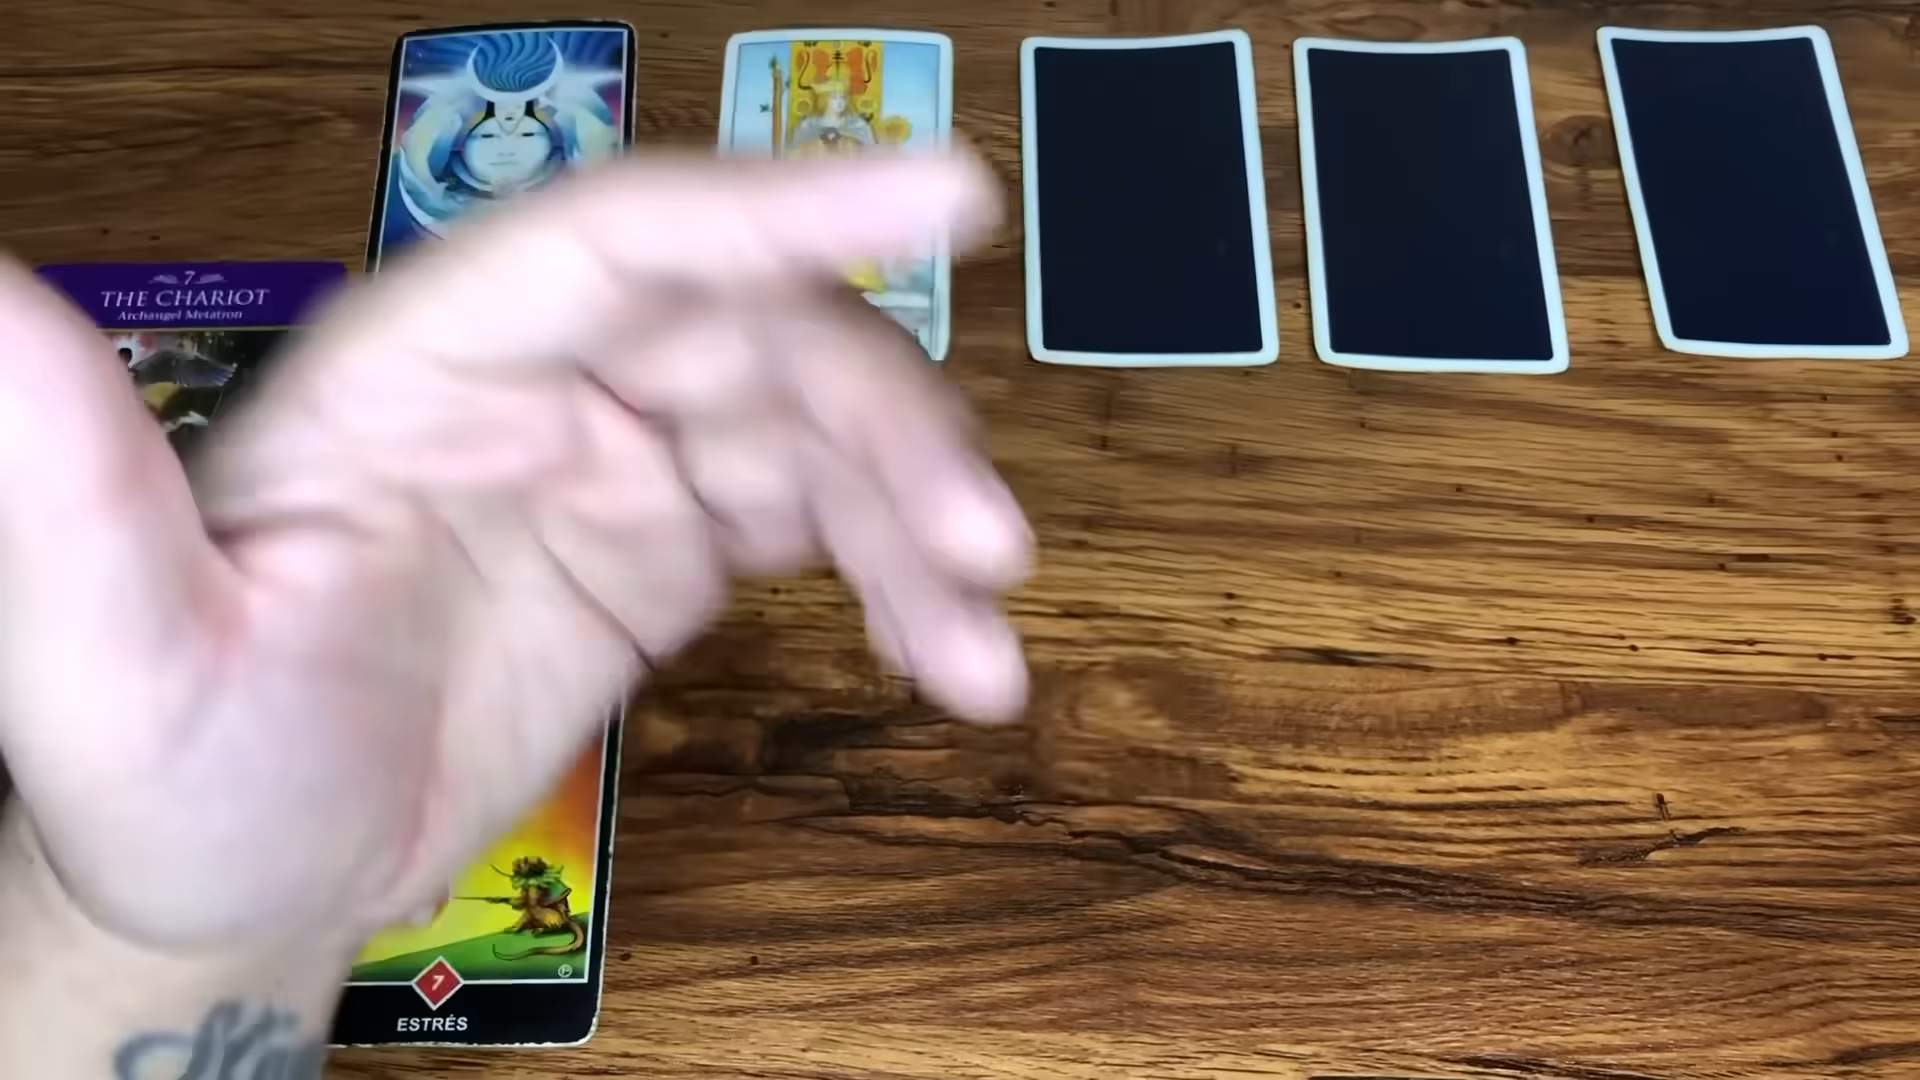 7
THE CHARIOT
Archangel Metatron
7
ESTRÉS